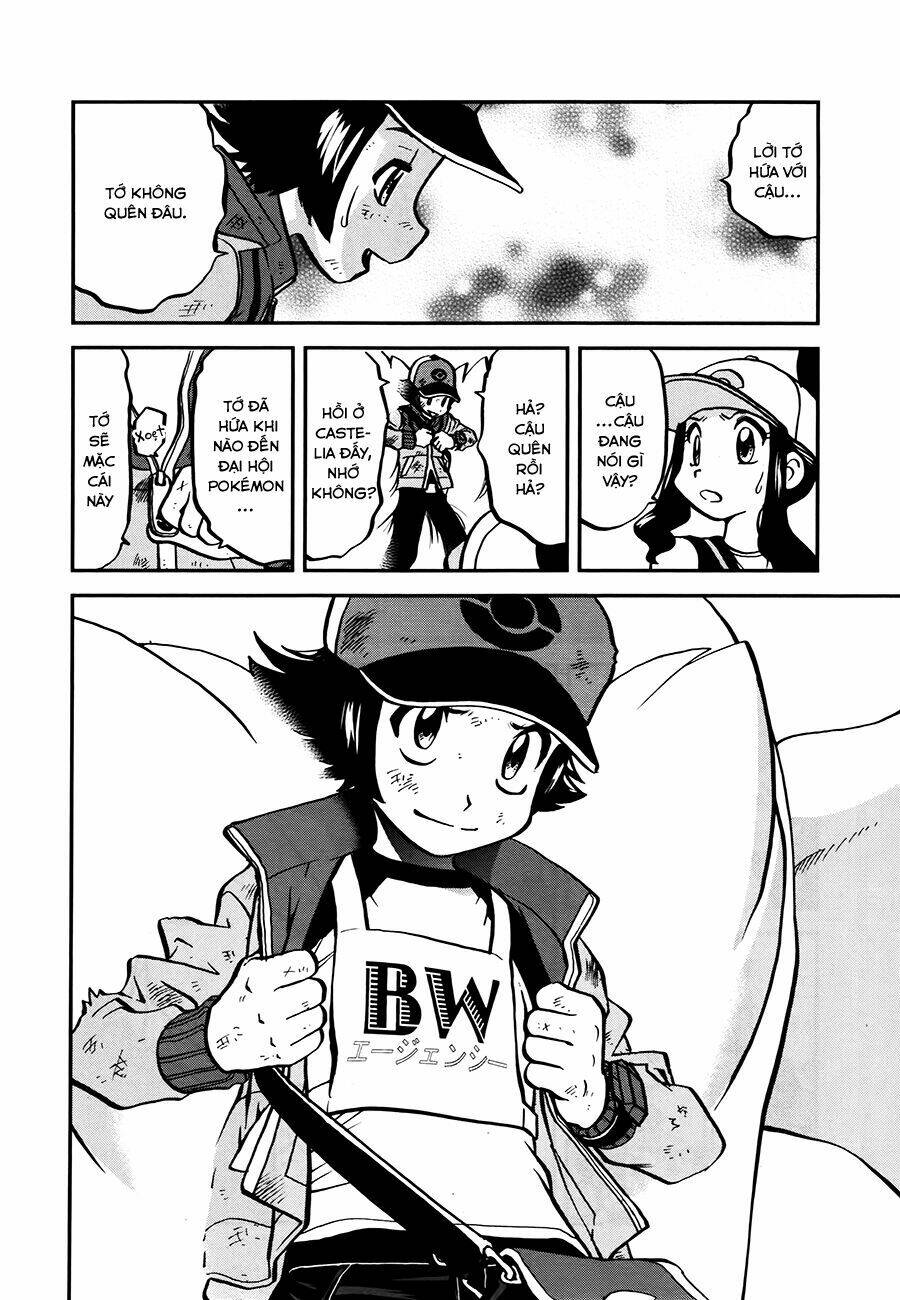 LỜI TỚ
HỨA VỚI
CẬU...
TỚ KHÔNG
QUÊN ĐÂU.
CẬU
...CẬU
ĐANG
NÓI GÌ
VẬY?
HẢ?
CẬU
QUÊN
RỒI
HẢ?
HỒI Ở
CASTE-
LIA ĐẤY,
NHỚ
KHÔNG?
TỚ ĐÃ
HỨA KHI
NÀO ĐẾN
ĐẠI HỘI
POKÉMON
...
XOẸT
TỚ
SẼ
MẶC
CÁI
NÀY
BW
エージェンシー